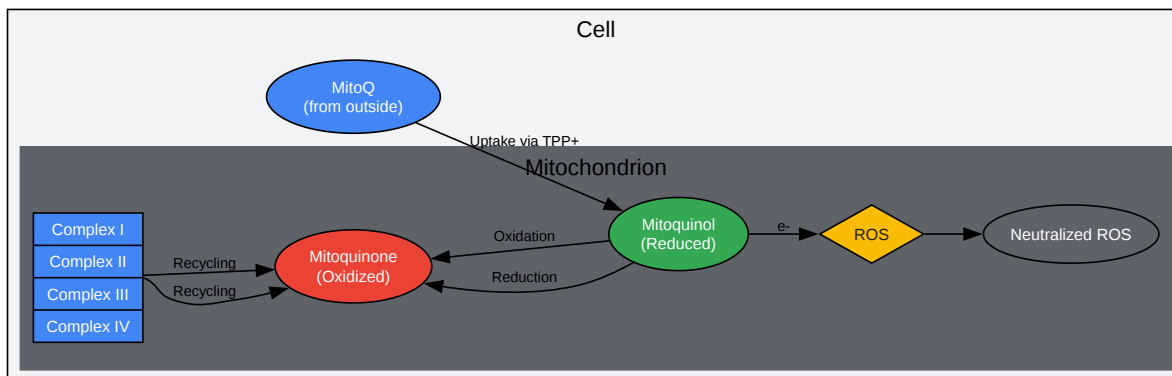 Cell
MitoQ
(from outside)
Uptake via TPP+
Mitochondrion
Complex I
Complex II
Complex III
Complex IV
Recycling
Recycling
Mitoquinone
(Oxidized)
Oxidation
Reduction
Mitoquinol
(Reduced)
e-
ROS
Neutralized ROS